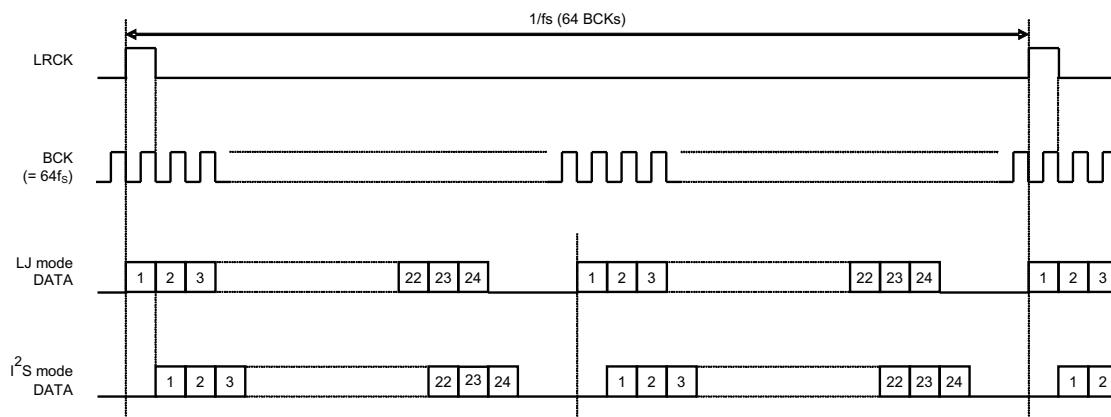 1/fs (64 BCKs)
LRCK
BCK
(= 64fS)
LJ mode
DATA
1 2 3 22 23 24 1 2 3 22 23 24 1 2 3
I2S mode
DATA
1 2 3 22 23 24 1 2 3 22 23 24 1 2